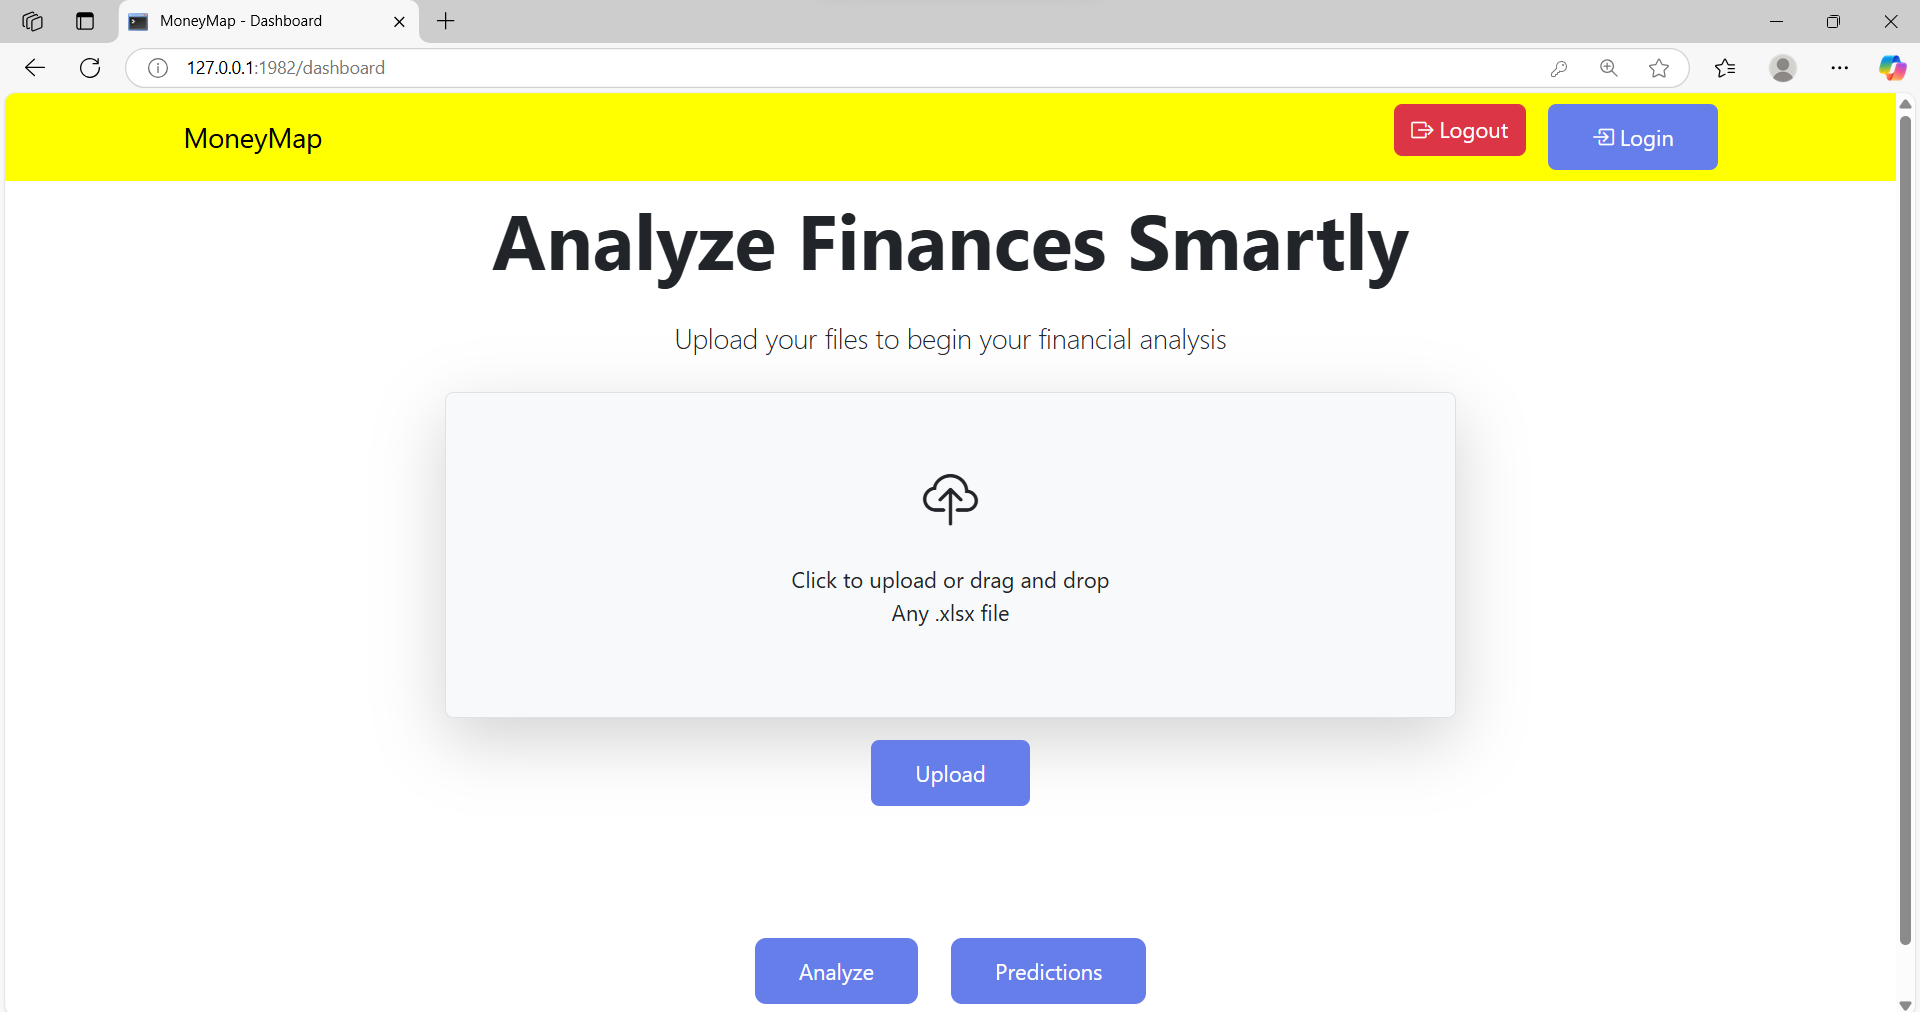 MoneyMap - Dashboard
127.0.0.1:1982/dashboard
MoneyMap
Logout
Login
Analyze Finances Smartly
Upload your files to begin your financial analysis
Click to upload or drag and drop
Any .xlsx file
Upload
Analyze
Predictions